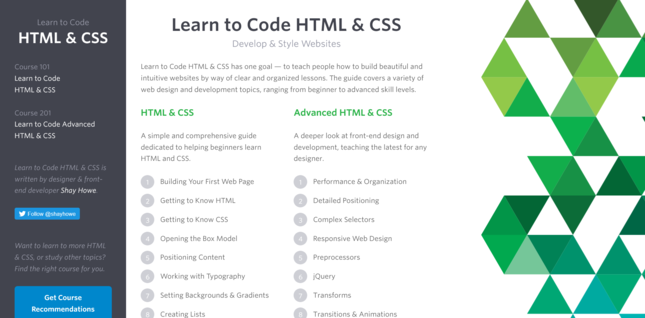 Learn to Code
HTML & CSS
Course 101
Learn to Code
HTML & CSS
Course 201
Learn to Code Advanced
HTML & CSS
Learn to Code HTML & CSS is
written by designer & front-
end developer Shay Howe.
Follow @shayhowe
Want to learn to more HTML
& CSS, or study other topics?
Find the right course for you.
Get Course
Recommendations
Learn to Code HTML & CSS
Develop & Style Websites
Learn to Code HTML & CSS has one goal — to teach people how to build beautiful and
intuitive websites by way of clear and organized lessons. The guide covers a variety of
web design and development topics, ranging from beginner to advanced skill levels.
HTML & CSS
A simple and comprehensive guide
dedicated to helping beginners learn
HTML and CSS.
1 Building Your First Web Page
2 Getting to Know HTML
3 Getting to Know CSS
4 Opening the Box Model
5 Positioning Content
6 Working with Typography
7 Setting Backgrounds & Gradients
8 Creating Lists
Advanced HTML & CSS
A deeper look at front-end design and
development, teaching the latest for any
designer.
1 Performance & Organization
2 Detailed Positioning
3 Complex Selectors
4 Responsive Web Design
5 Preprocessors
6 jQuery
7 Transforms
8 Transitions & Animations